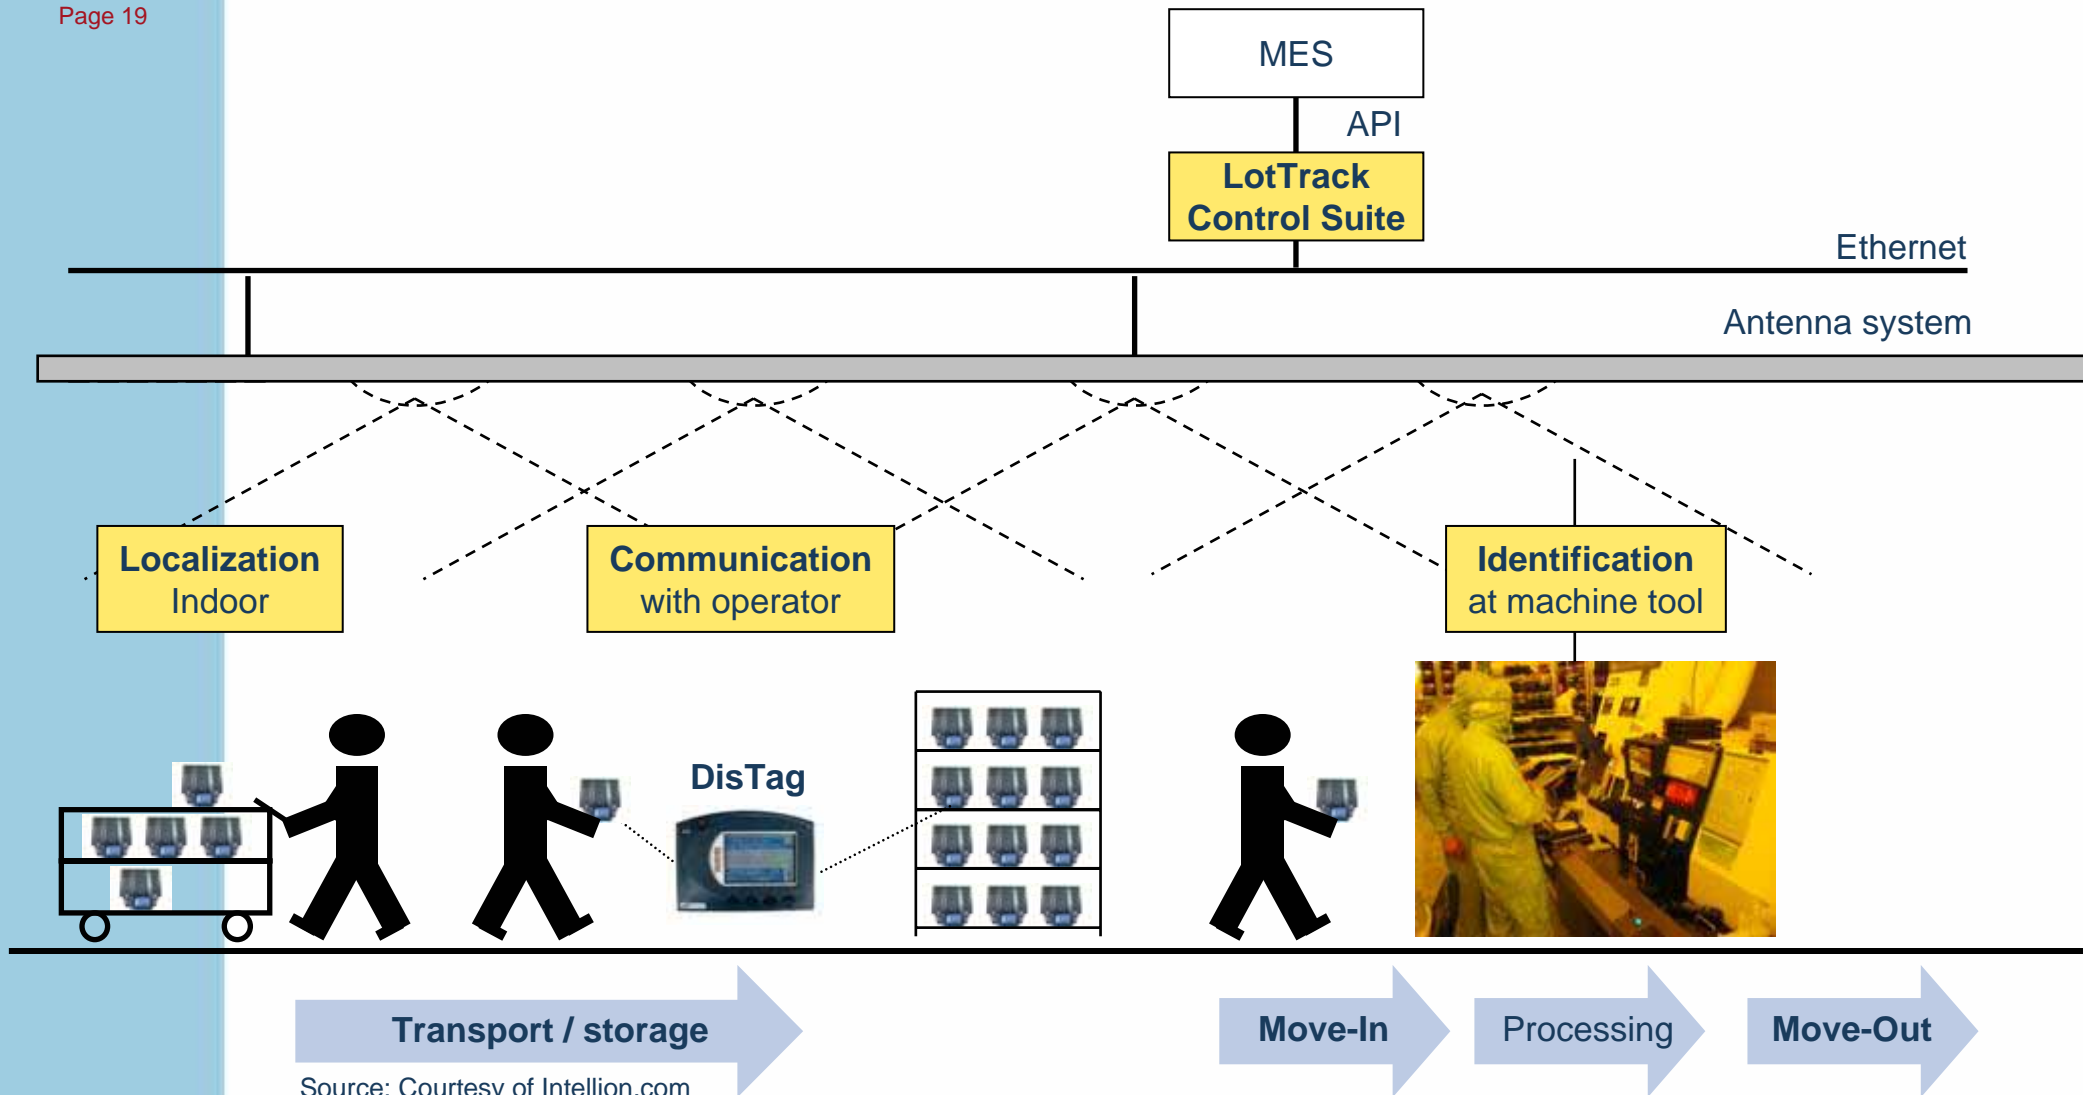 Page 19
MES
API
LotTrack
Control Suite
Ethernet
Antenna system
Localization
Indoor
Communication
with operator
Identification
at machine tool
DisTag
Transport / storage
Move-In
Processing
Move-Out
Source: Courtesy of Intellion.com